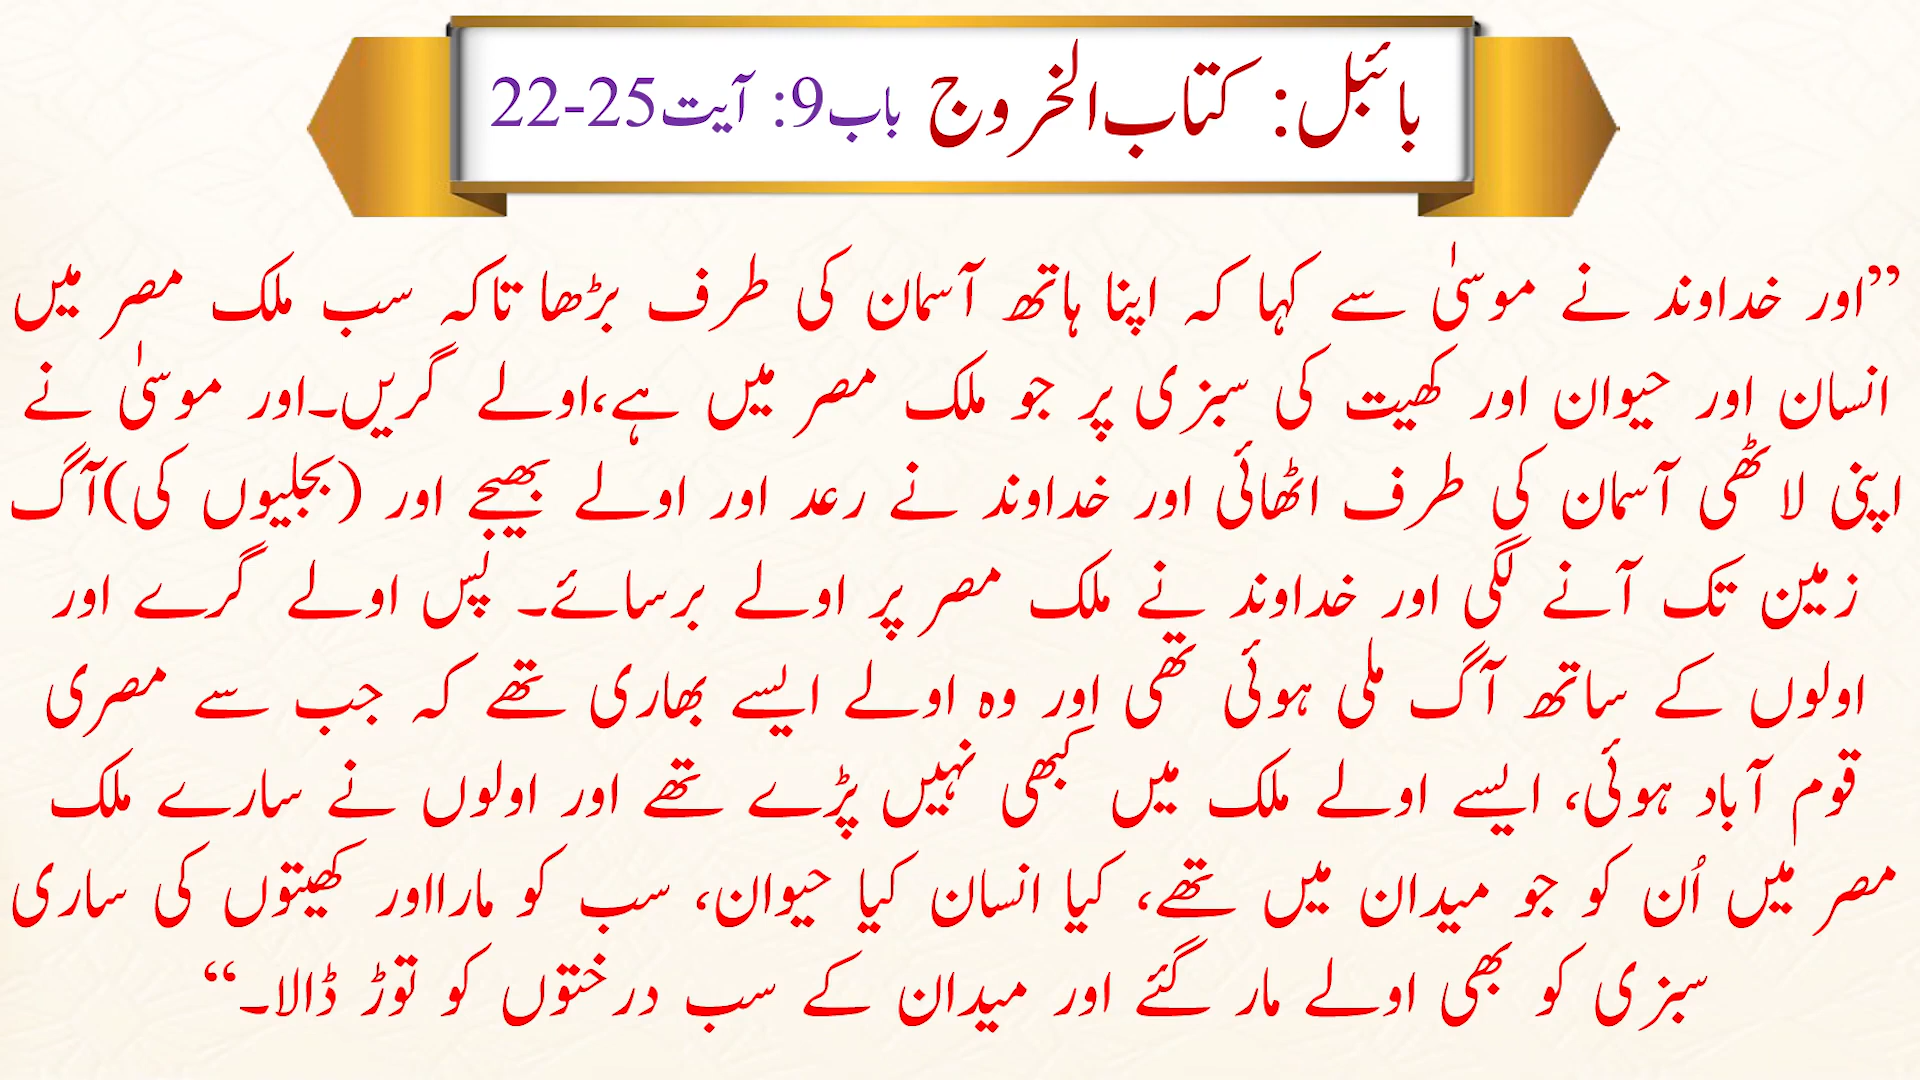 بائبل: کتاب الخروج باب9: آیت25-22
’’اور خداوند نے موسیٰ سے کہا کہ اپنا ہاتھ آسمان کی طرف بڑھا تاکہ سب ملک مصر میں
انسان اور حیوان اور کھیت کی سبزی پر جو ملک مصر میں ہے،اولے گریں۔اور موسیٰ نے
اپنی لاٹھی آسمان کی طرف اٹھائی اور خداوند نے رعد اور اولے بھیجے اور (بجلیوں کی)آگ
زمین تک آنے لگی اور خداوند نے ملک مصر پر اولے برسائے۔ پس اولے گرے اور
اولوں کے ساتھ آگ ملی ہوئی تھی اور وہ اولے ایسے بھاری تھے کہ جب سے مصری
قوم آباد ہوئی، ایسے اولے ملک میں کبھی نہیں پڑے تھے اور اولوں نے سارے ملک
مصر میں اُن کو جو میدان میں تھے، کیا انسان کیا حیوان، سب کو مارااور کھیتوں کی ساری
سبزی کو بھی اولے مار گئے اور میدان کے سب درختوں کو توڑ ڈالا۔‘‘